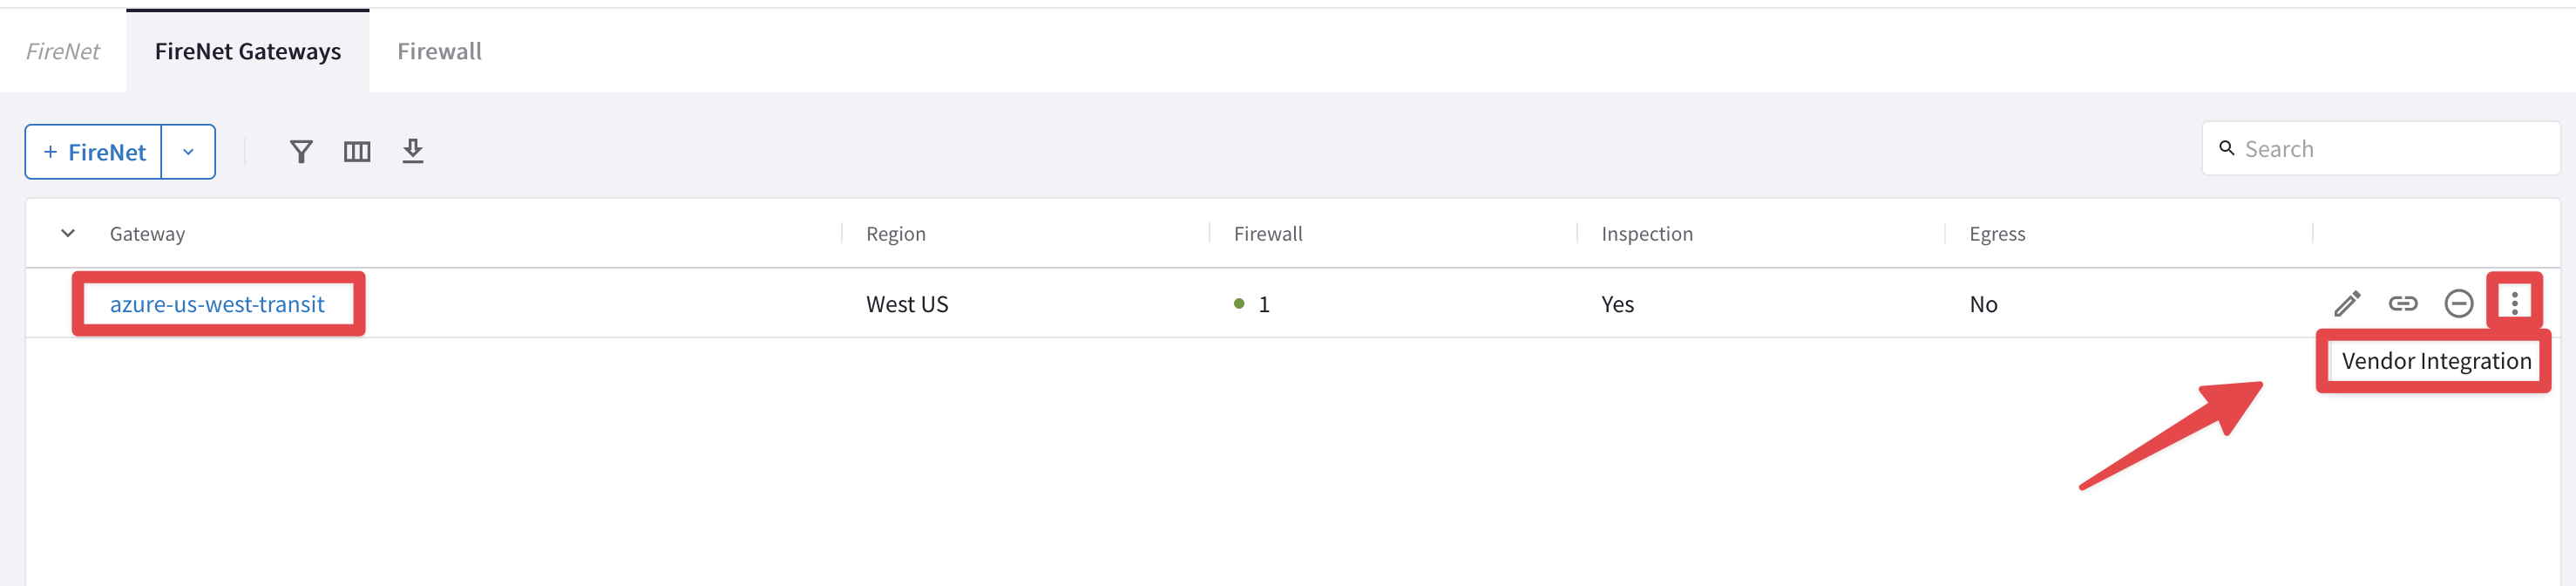 FireNet FireNet Gateways Firewall
+ FireNet
Search
Gateway Region Firewall Inspection Egress
azure-us-west-transit West US 1 Yes No
Vendor Integration